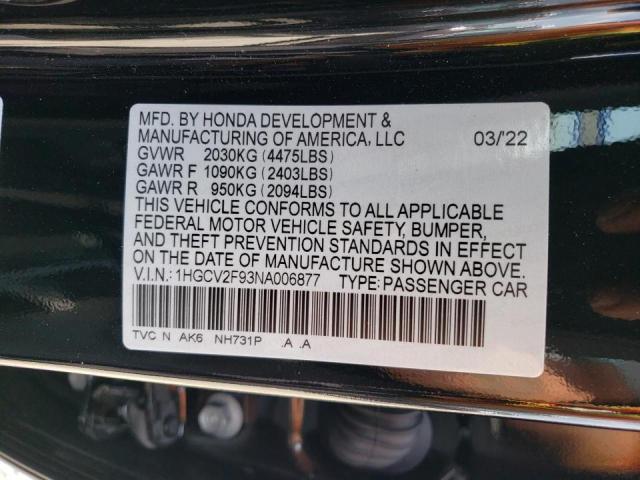 MFD. BY HONDA DEVELOPMENT &
MANUFACTURING OF AMERICA, LLC 03/'22
GVWR 2030KG (4475LBS)
GAWR F 1090KG (2403LBS)
GAWR R 950KG (2094LBS)
THIS VEHICLE CONFORMS TO ALL APPLICABLE
FEDERAL MOTOR VEHICLE SAFETY, BUMPER,
AND THEFT PREVENTION STANDARDS IN EFFECT
ON THE DATE OF MANUFACTURE SHOWN ABOVE.
V.I.N.: 1HGCV2F93NA006877 TYPE: PASSENGER CAR
TVC N AK6 NH731P .A .A